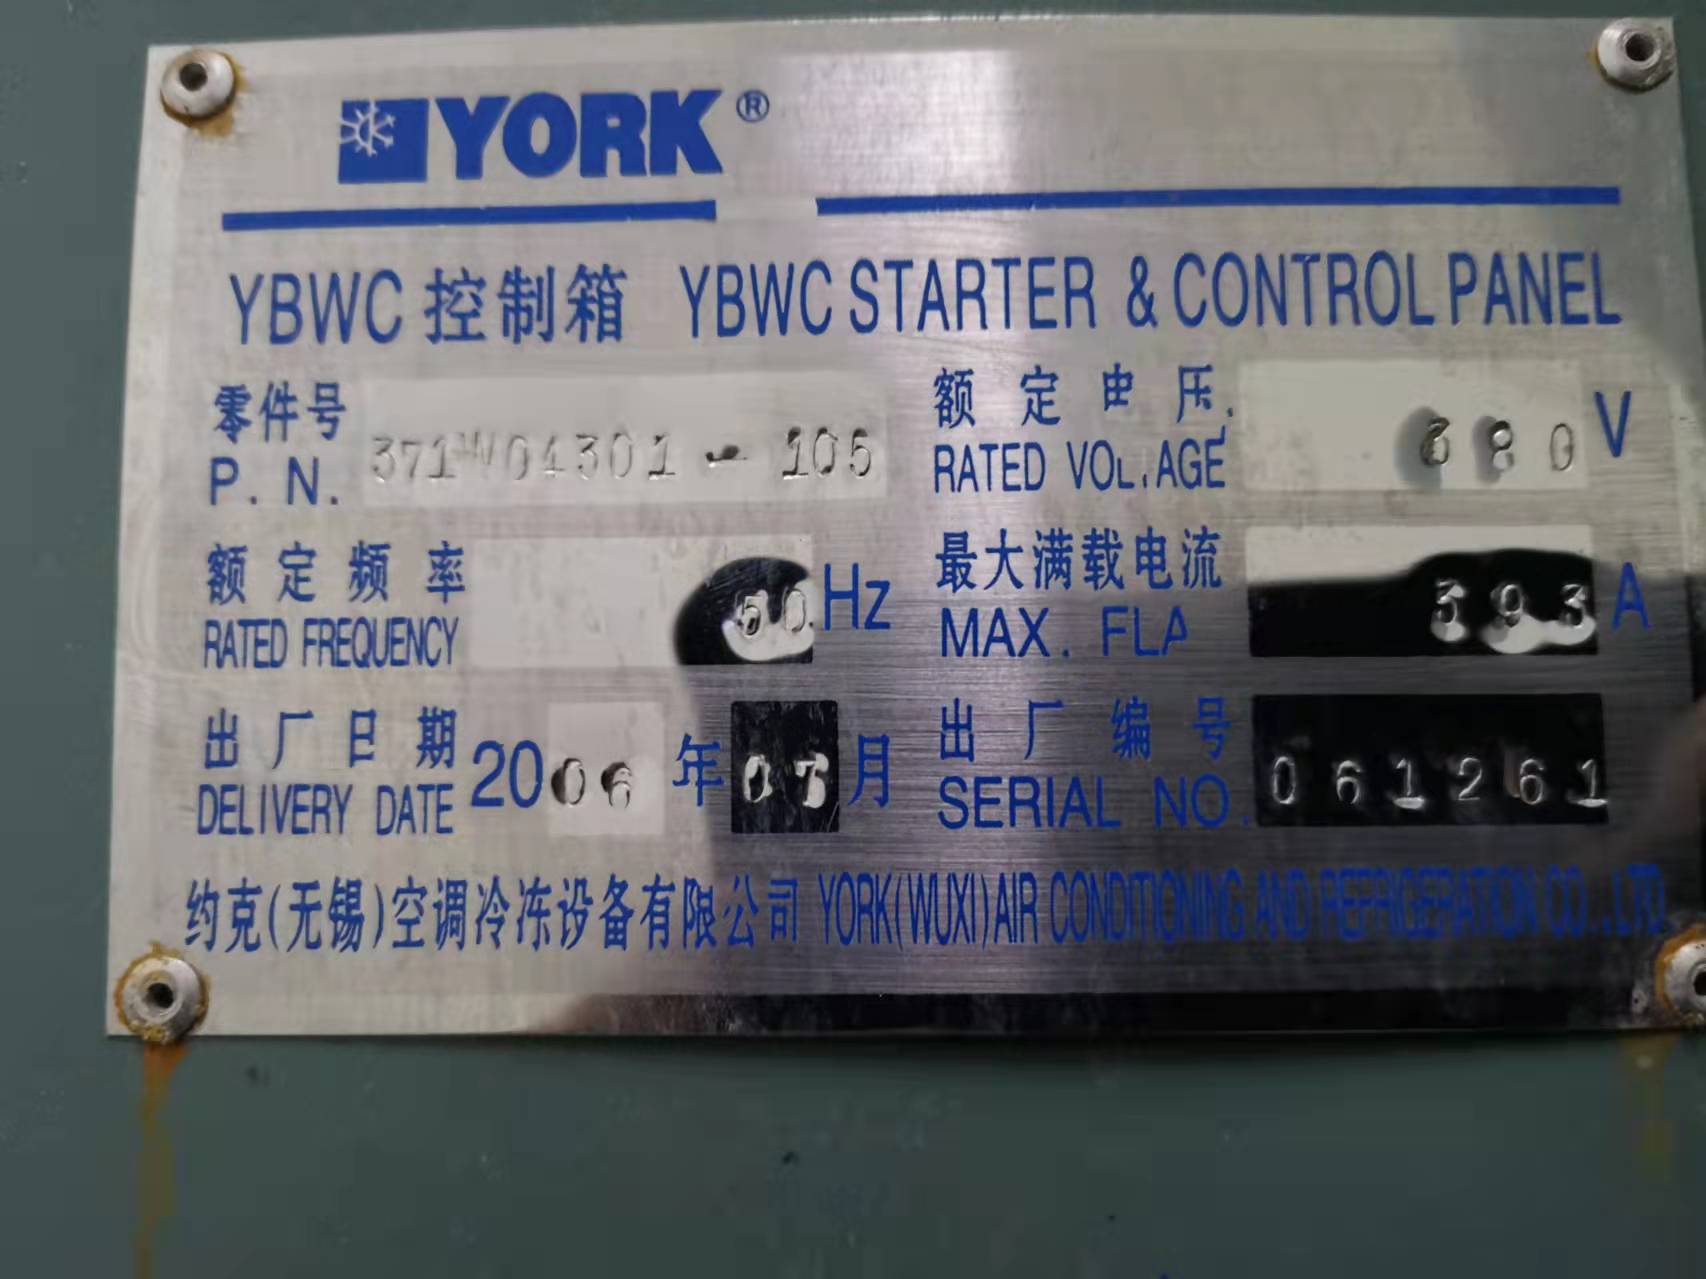 YORK®
YBWC 控制箱 YBWC STARTER & CONTROL PANEL
零件号 额定电压
P. N. 371W04301-105 RATED VOLTAGE 380 V
额定频率 最大满载电流
RATED FREQUENCY 50 Hz MAX. FLA 393 A
出厂日期 出厂编号
DELIVERY DATE 2006 年 07 月 SERIAL NO. 061261
约克(无锡)空调冷冻设备有限公司 YORK(WUXI)AIR CONDITIONING AND REFRIGERATION CO.,LTD.